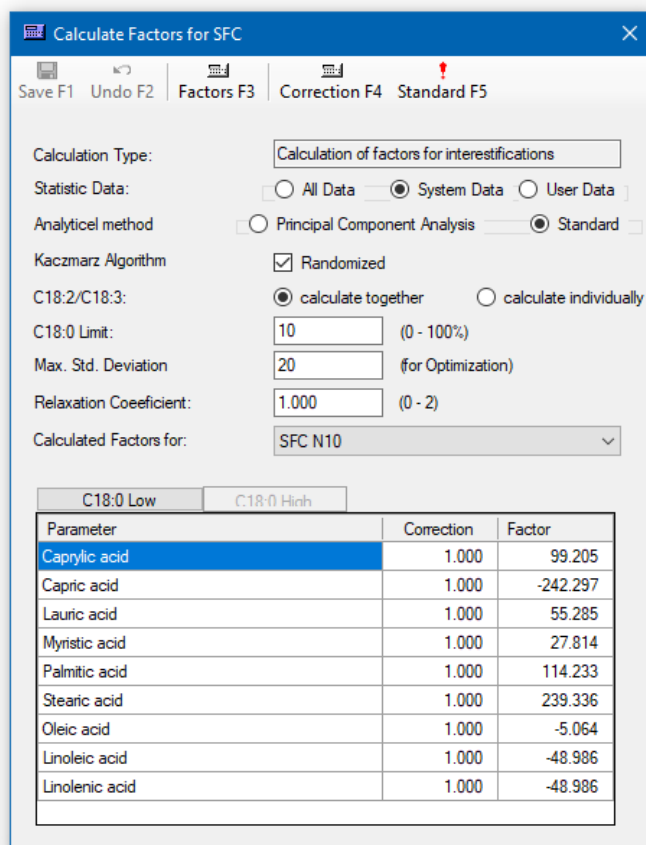 Calculate Factors for SFC
Save F1 Undo F2 Factors F3 Correction F4 Standard F5
Calculation Type: Calculation of factors for interestifications
Statistic Data: All Data System Data User Data
Analyticel method Principal Component Analysis Standard
Kaczmarz Algorithm Randomized
C18:2/C18:3: calculate together calculate individually
C18:0 Limit: 10 (0 - 100%)
Max. Std. Deviation 20 (for Optimization)
Relaxation Coeeficient: 1.000 (0 - 2)
Calculated Factors for: SFC N10
C18:0 Low C18:0 High
Parameter Correction Factor
Caprylic acid 1.000 99.205
Capric acid 1.000 -242.297
Lauric acid 1.000 55.285
Myristic acid 1.000 27.814
Palmitic acid 1.000 114.233
Stearic acid 1.000 239.336
Oleic acid 1.000 -5.064
Linoleic acid 1.000 -48.986
Linolenic acid 1.000 -48.986